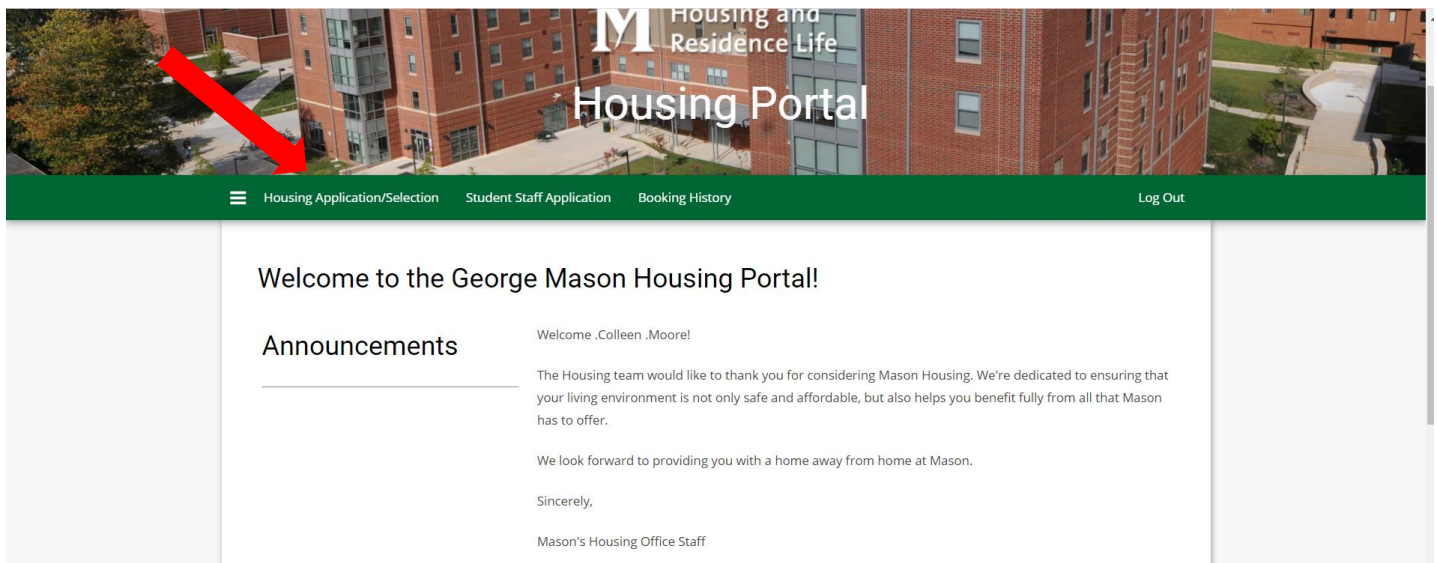 M Housing and
Residence Life
Housing Portal
Housing Application/Selection Student Staff Application Booking History Log Out
Welcome to the George Mason Housing Portal!
Announcements
Welcome .Colleen .Moore!
The Housing team would like to thank you for considering Mason Housing. We're dedicated to ensuring that
your living environment is not only safe and affordable, but also helps you benefit fully from all that Mason
has to offer.
We look forward to providing you with a home away from home at Mason.
Sincerely,
Mason's Housing Office Staff